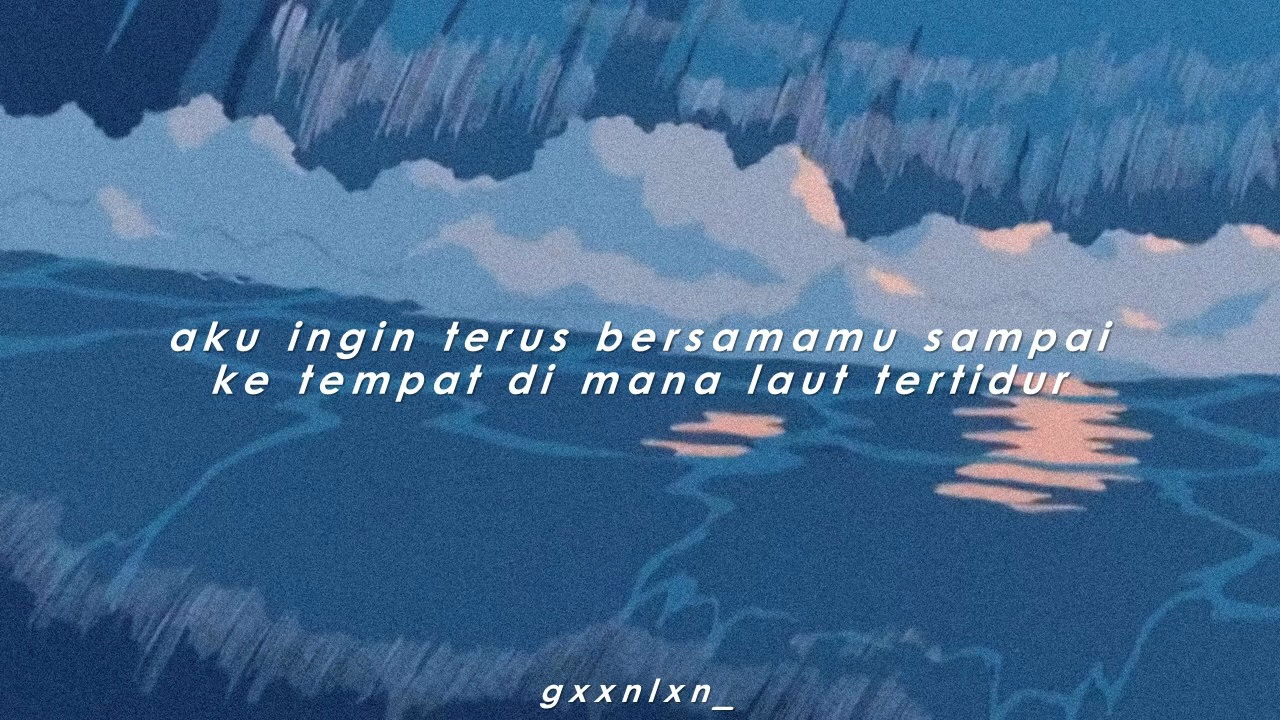 aku ingin terus bersamamu sampai
ke tempat di mana laut tertidur
gxxnlxn_